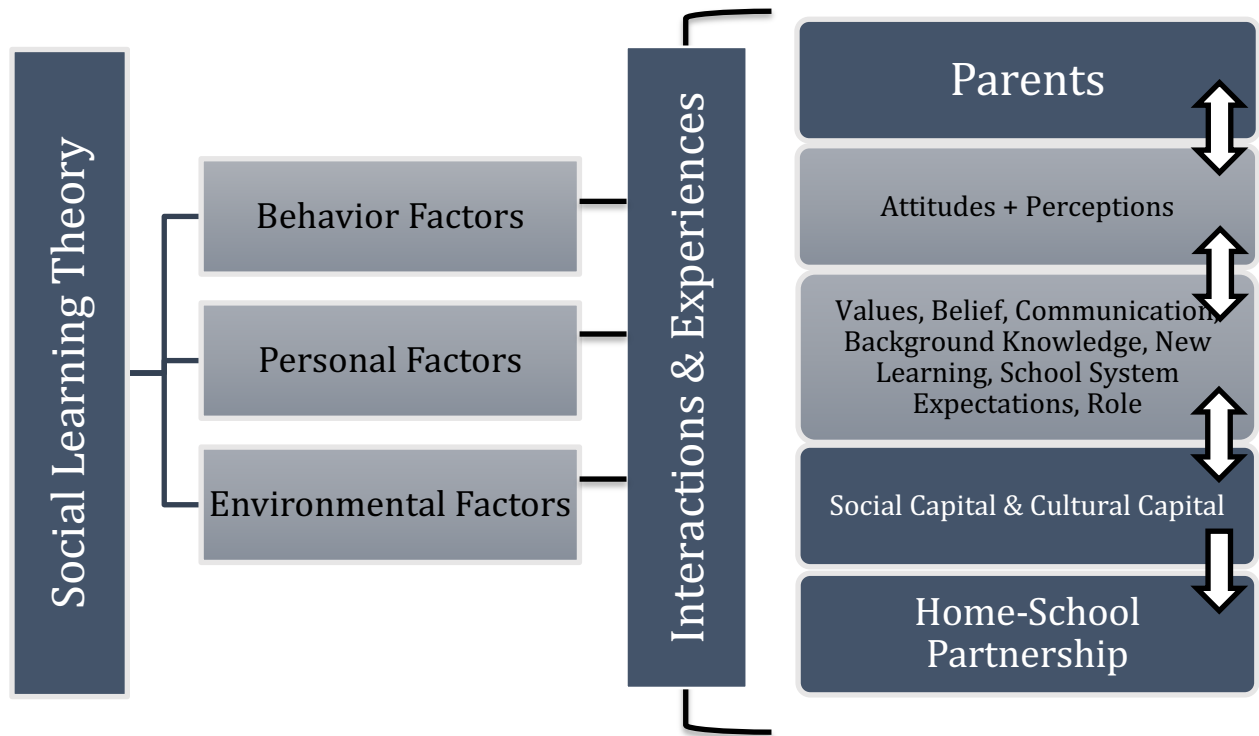 Social Learning Theory
Behavior Factors
Personal Factors
Environmental Factors
Interactions & Experiences
Parents
Attitudes + Perceptions
Values, Belief, Communication,
Background Knowledge, New
Learning, School System
Expectations, Role
Social Capital & Cultural Capital
Home-School
Partnership